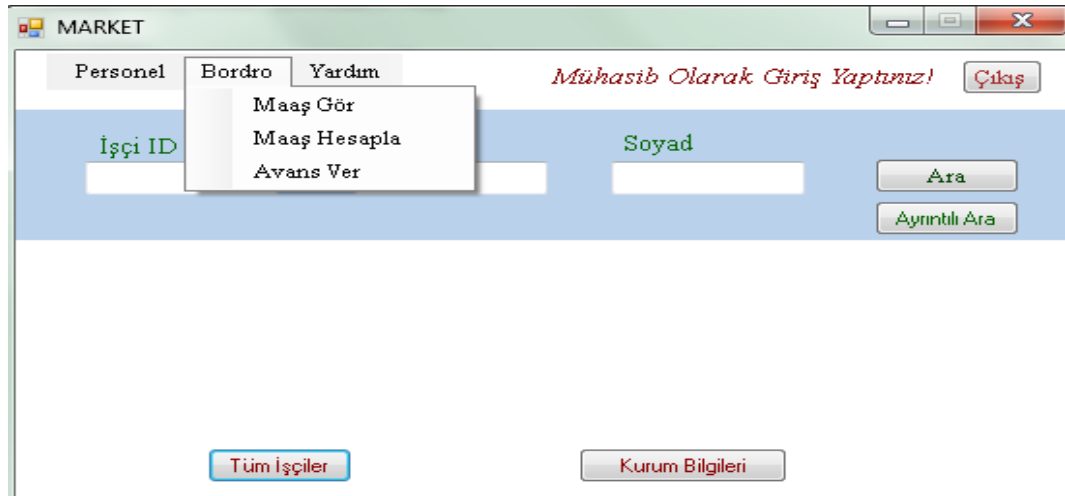 MARKET
Personel Bordro Yardım Mühasib Olarak Giriş Yaptınız! Çıkış
Maaş Gör
Maaş Hesapla
Avans Ver
İşçi ID Soyad
Ara
Ayrıntılı Ara
Tüm İşçiler Kurum Bilgileri